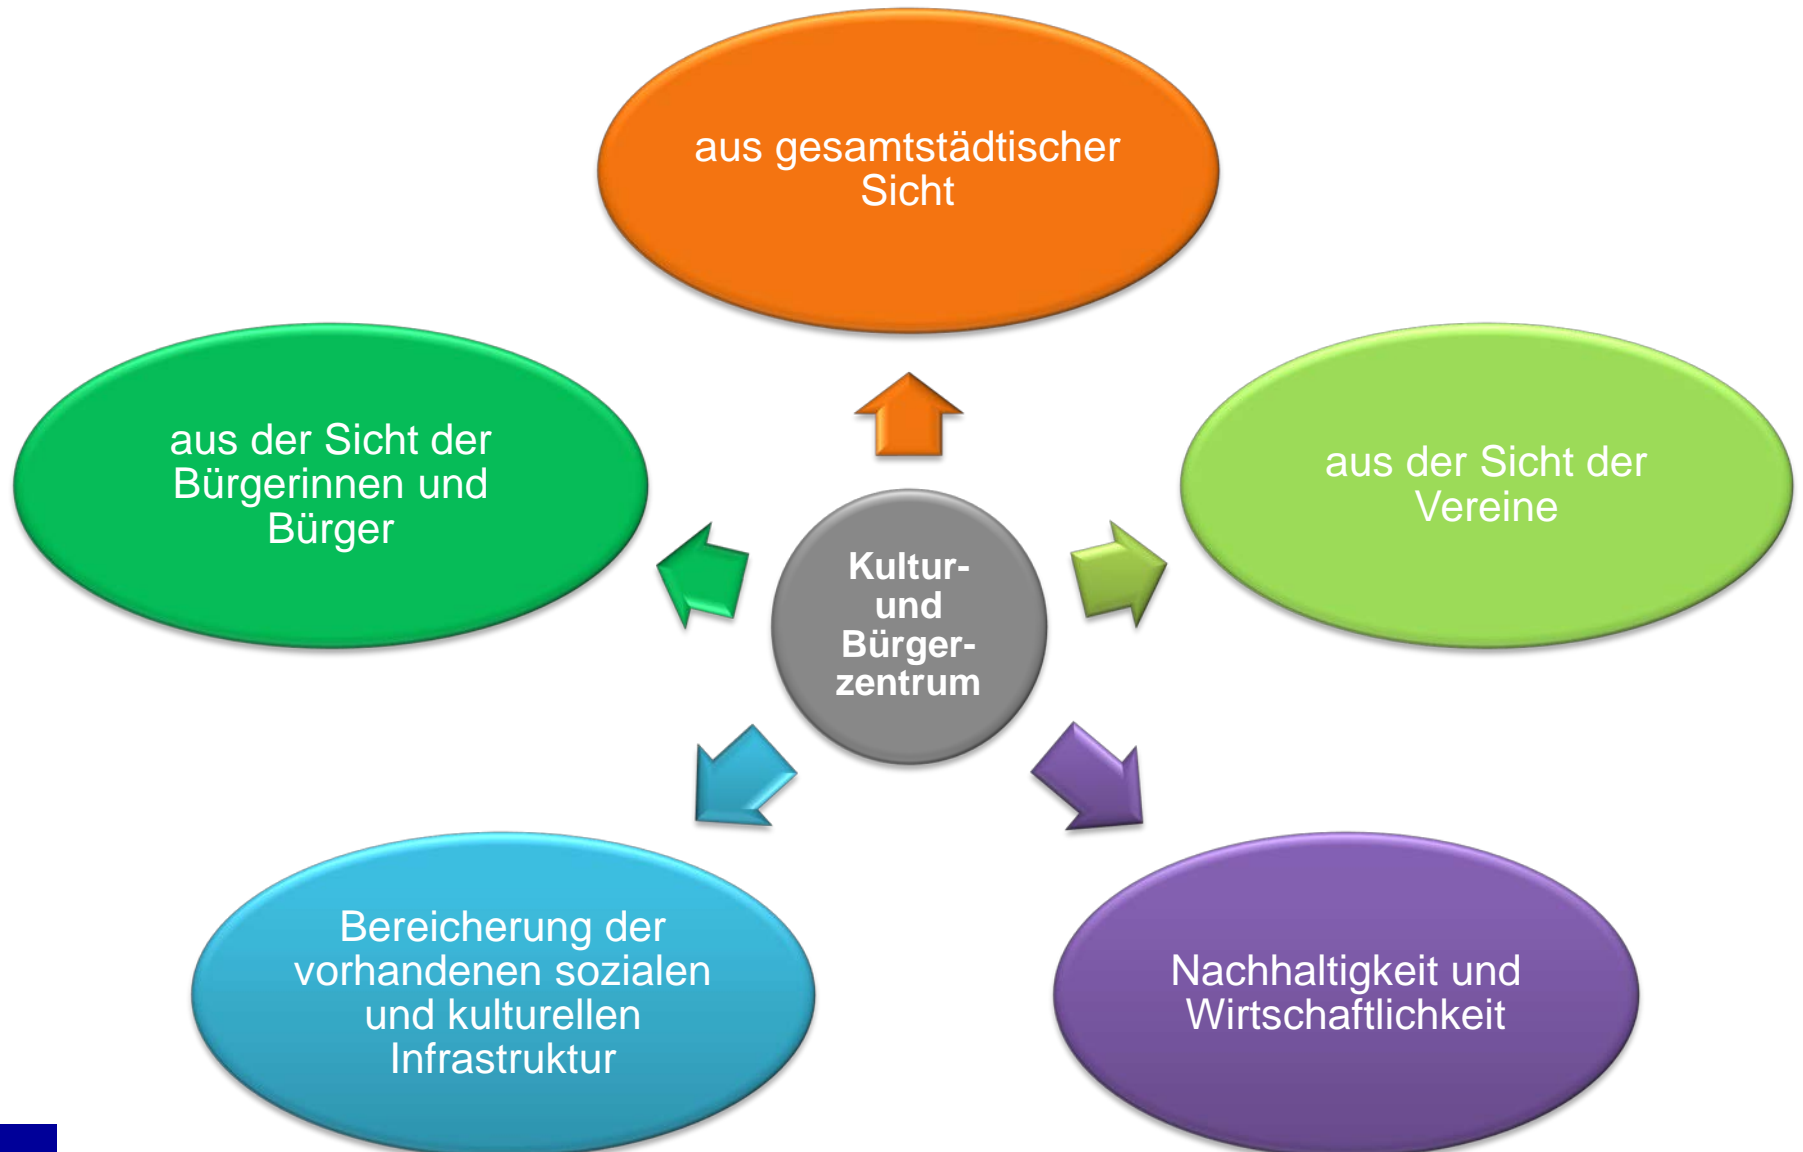 aus gesamtstädtischer
Sicht
aus der Sicht der
Bürgerinnen und
Bürger
aus der Sicht der
Vereine
Kultur-
und
Bürger-
zentrum
Bereicherung der
vorhandenen sozialen
und kulturellen
Infrastruktur
Nachhaltigkeit und
Wirtschaftlichkeit